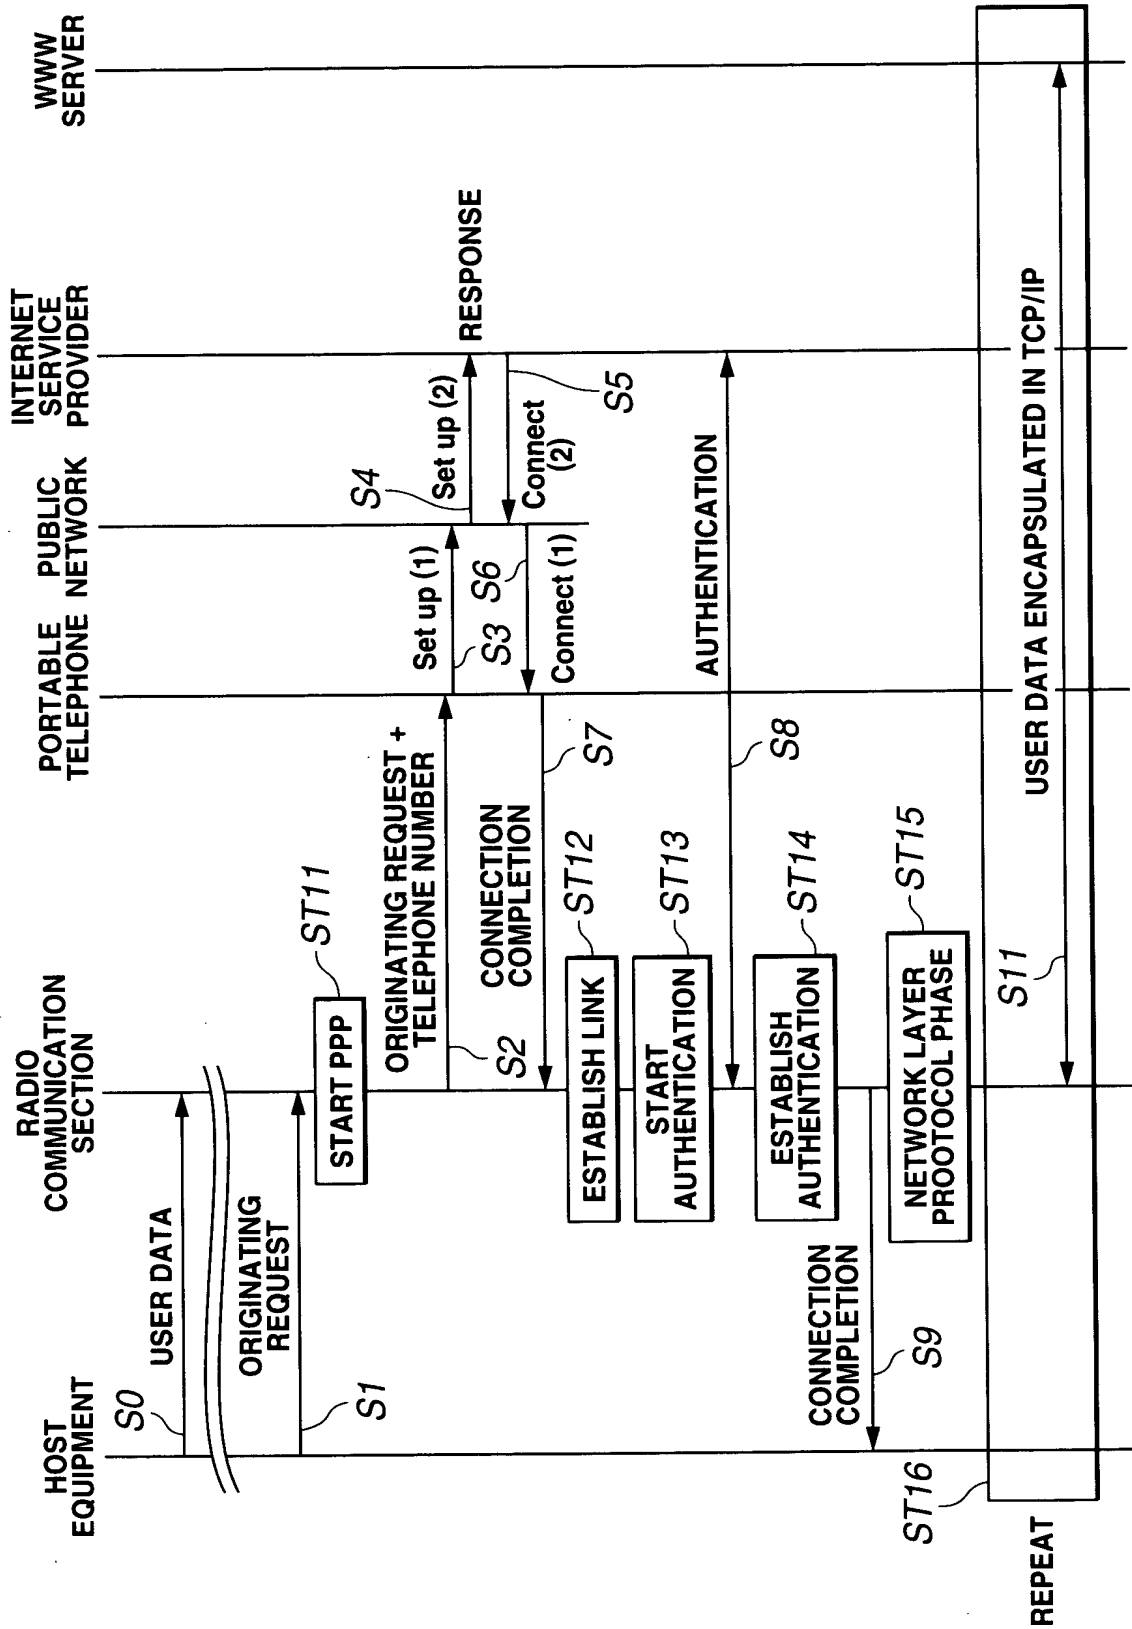 HOST
EQUIPMENT
RADIO
COMMUNICATION
SECTION
PORTABLE
TELEPHONE
PUBLIC
NETWORK
INTERNET
SERVICE
PROVIDER
WWW
SERVER
S0
USER DATA
ORIGINATING
REQUEST
S1
START PPP
ST11
ORIGINATING REQUEST +
TELEPHONE NUMBER
S2
Set up (1)
S3
Set up (2)
S4
RESPONSE
S5
Connect
(2)
S6
Connect (1)
S7
CONNECTION
COMPLETION
ESTABLISH LINK
ST12
START
AUTHENTICATION
ST13
AUTHENTICATION
S8
ESTABLISH
AUTHENTICATION
ST14
CONNECTION
COMPLETION
S9
NETWORK LAYER
PROOTOCOL PHASE
ST15
ST16
REPEAT
S11
USER DATA ENCAPSULATED IN TCP/IP